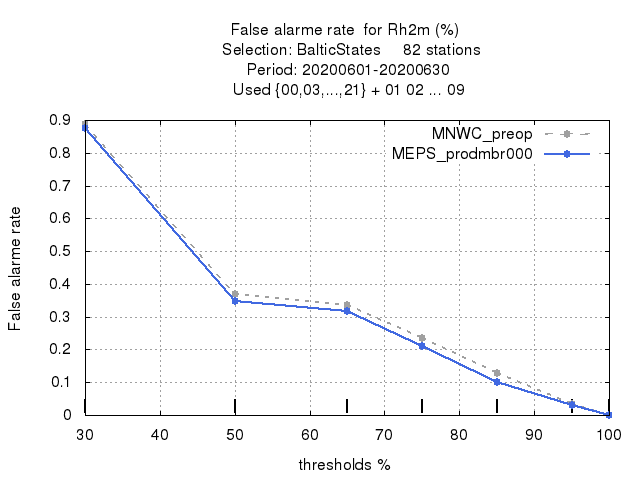 False alarme rate  for Rh2m (%)
Selection: BalticStates     82 stations
Period: 20200601-20200630
Used {00,03,...,21} + 01 02 ... 09
MNWC_preop
MEPS_prodmbr000
0.9
0.8
0.7
0.6
0.5
0.4
0.3
0.2
0.1
0
False alarme rate
30 40 50 60 70 80 90 100
thresholds %